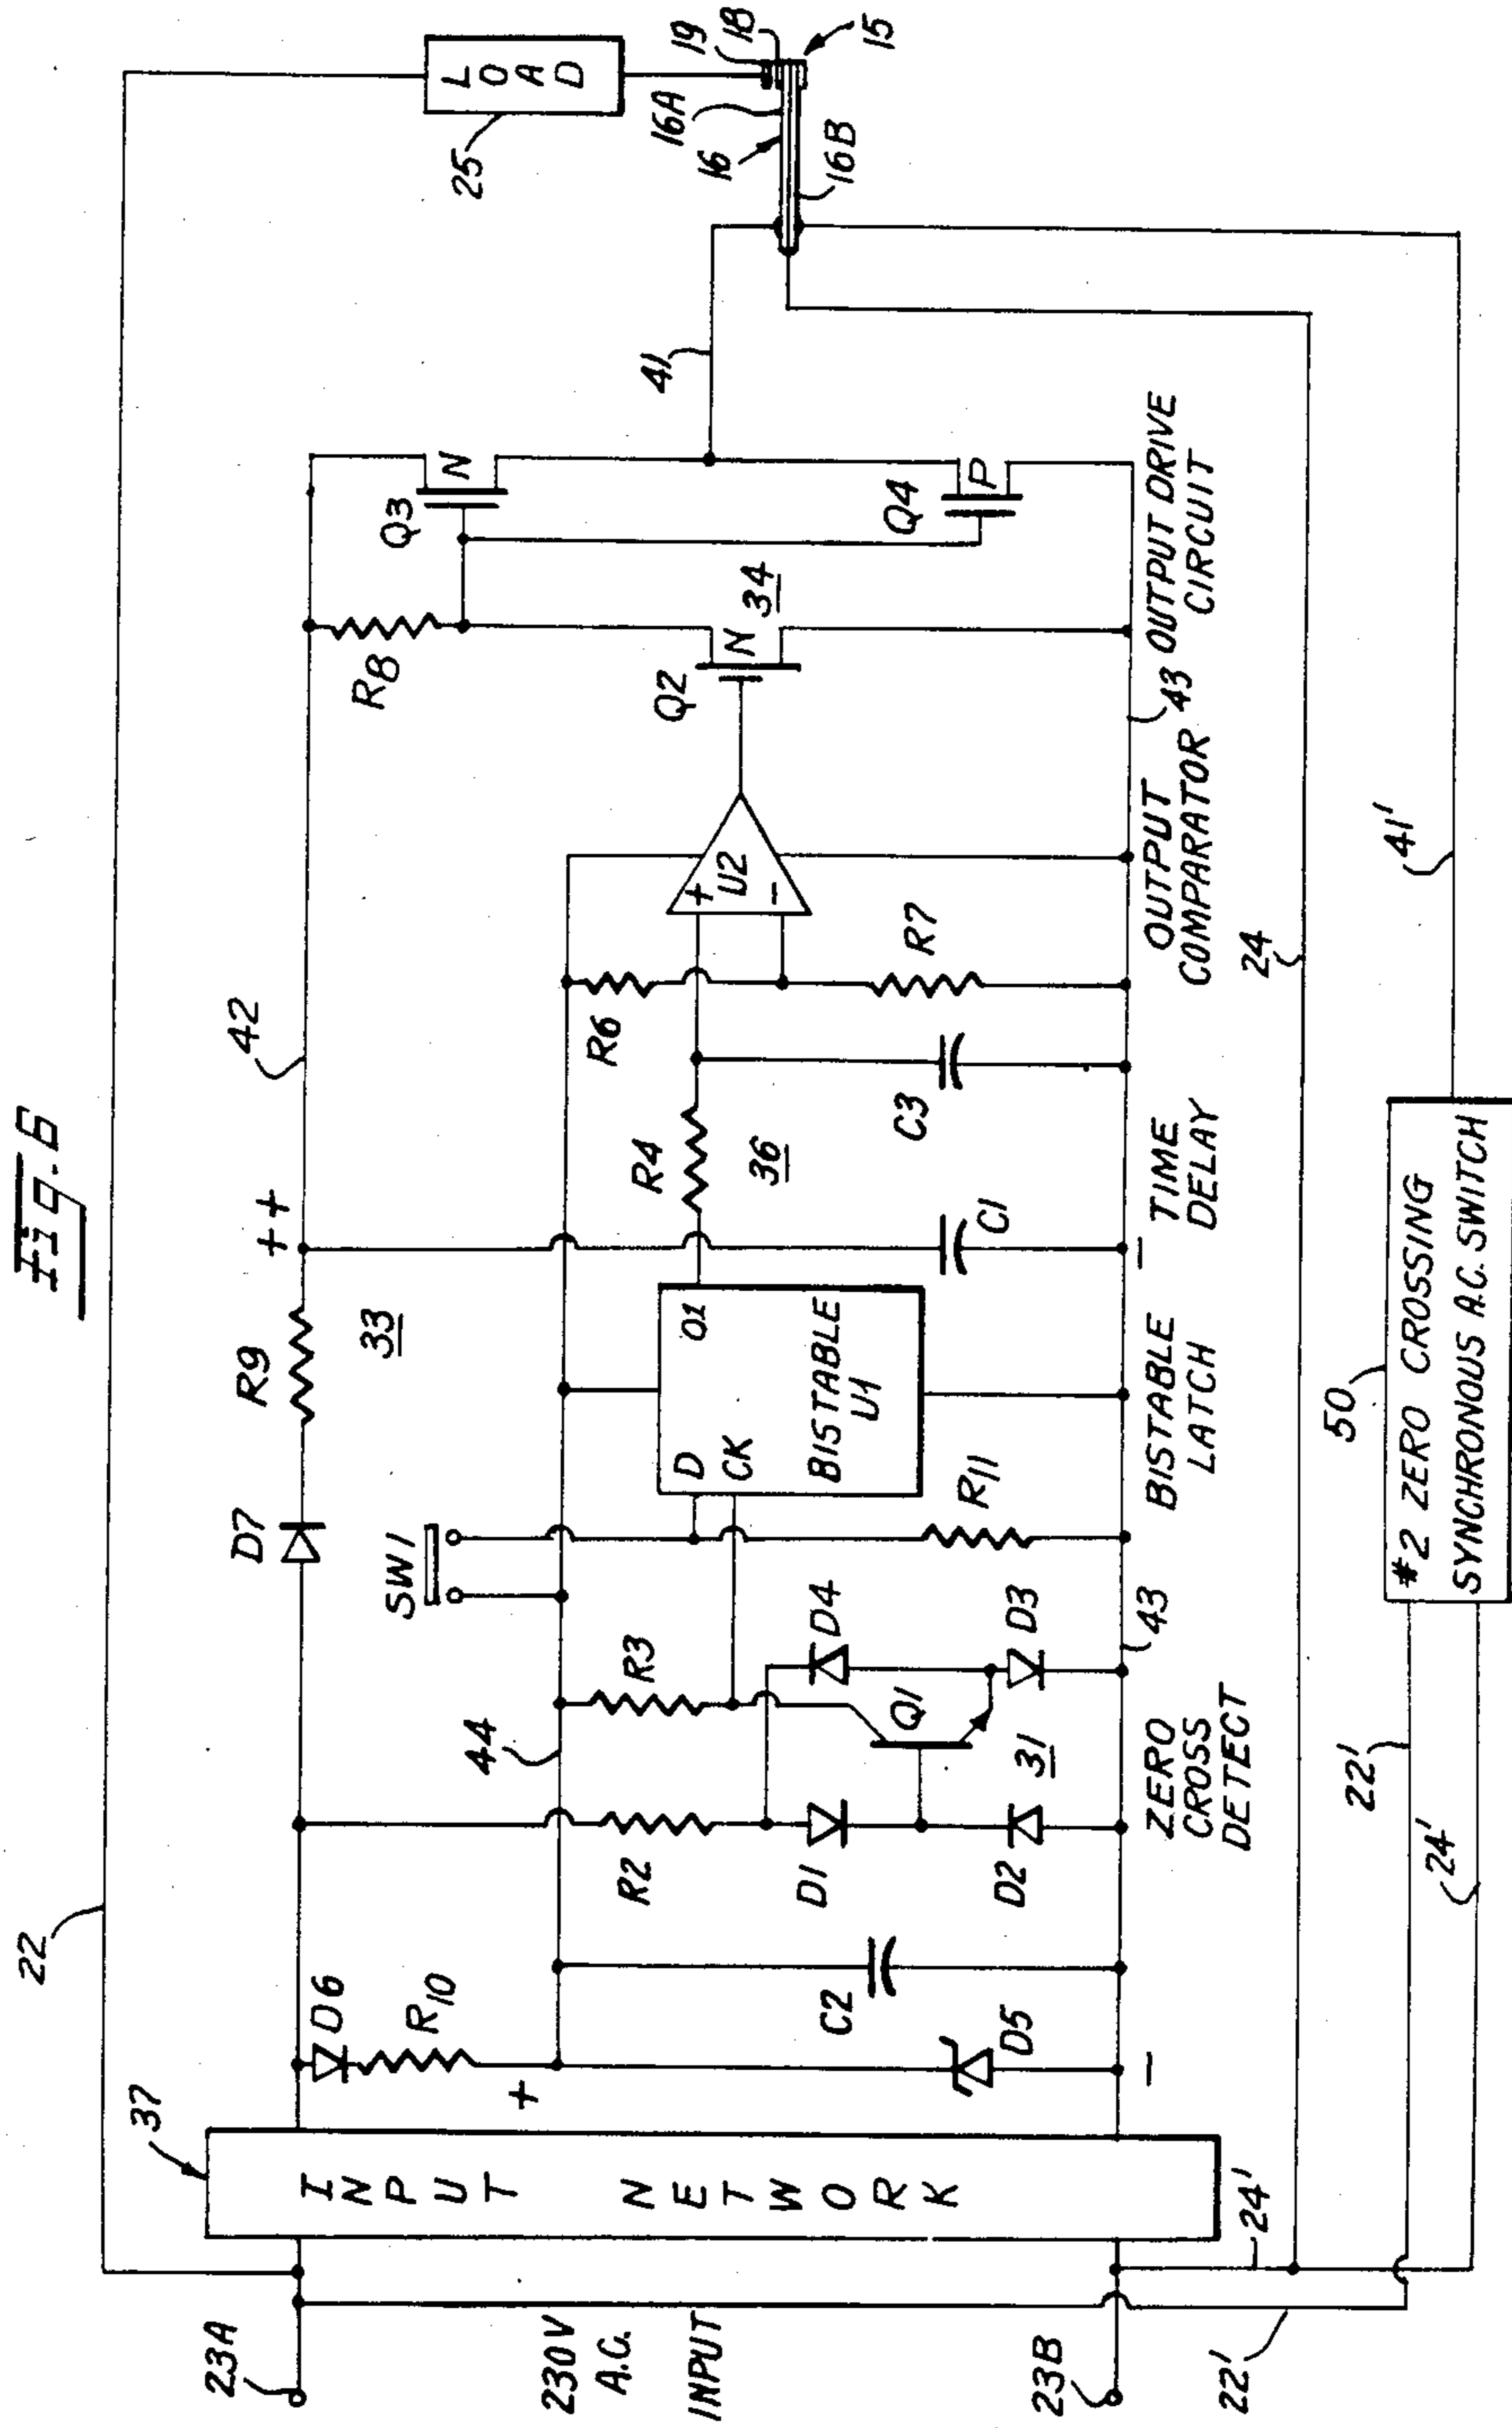 Fig. 6
22
LOAD
25
19
18
15
16A
16
16B
37
23A
D6
R10
+
D7
R9
++
42
33
R8
Q3
N
41
SW1
44
R3
R2
D1
D2
D4
D3
Q1
31
C2
D5
−
D
O1
CK
BISTABLE
U1
R11
R4
36
C1
C3
R6
R7
+
U2
−
Q2
N
34
Q4
P
INPUT NETWORK
230V
A.C.
INPUT
23B
ZERO
CROSS
DETECT
43
BISTABLE
LATCH
−
TIME
DELAY
OUTPUT
COMPARATOR
43
OUTPUT DRIVE
CIRCUIT
24
24'
22'
22'
24'
50
#2 ZERO CROSSING
SYNCHRONOUS A.C. SWITCH
41'